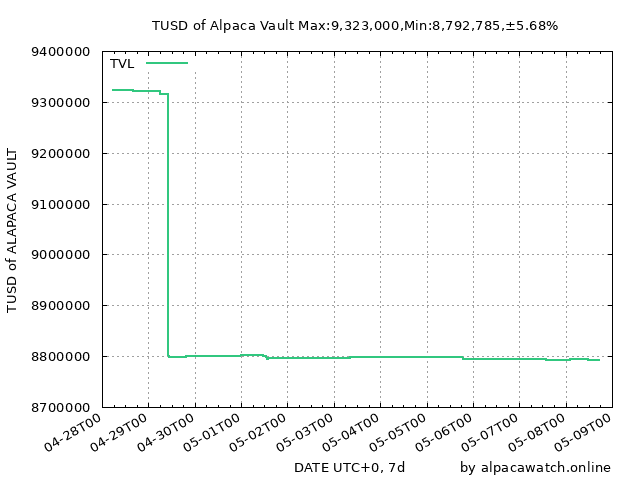 TUSD of Alpaca Vault Max:9,323,000,Min:8,792,785,±5.68%
TVL
9400000
9300000
9200000
9100000
9000000
8900000
8800000
8700000
TUSD of ALAPACA VAULT
04-28T00
04-29T00
04-30T00
05-01T00
05-02T00
05-03T00
05-04T00
05-05T00
05-06T00
05-07T00
05-08T00
05-09T00
DATE UTC+0, 7d
by alpacawatch.online